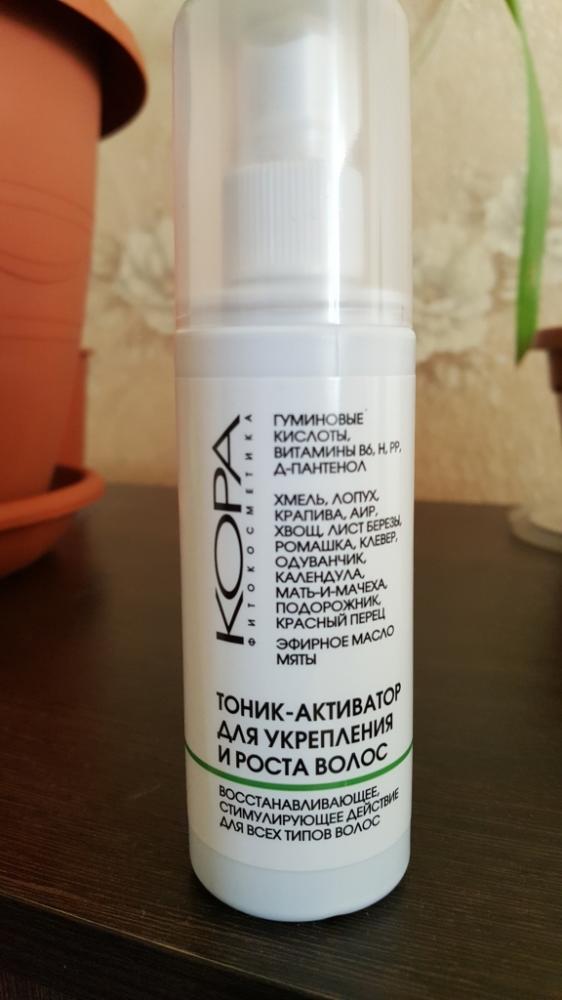 КОРА
ФИТОКОСМЕТИКА
ГУМИНОВЫЕ
КИСЛОТЫ,
ВИТАМИНЫ В6, Н, РР,
Д-ПАНТЕНОЛ
ХМЕЛЬ, ЛОПУХ,
КРАПИВА, АИР,
ХВОЩ, ЛИСТ БЕРЕЗЫ,
РОМАШКА, КЛЕВЕР,
ОДУВАНЧИК,
КАЛЕНДУЛА,
МАТЬ-И-МАЧЕХА,
ПОДОРОЖНИК,
КРАСНЫЙ ПЕРЕЦ
ЭФИРНОЕ МАСЛО
МЯТЫ
ТОНИК-АКТИВАТОР
ДЛЯ УКРЕПЛЕНИЯ
И РОСТА ВОЛОС
ВОССТАНАВЛИВАЮЩЕЕ,
СТИМУЛИРУЮЩЕЕ ДЕЙСТВИЕ
ДЛЯ ВСЕХ ТИПОВ ВОЛОС